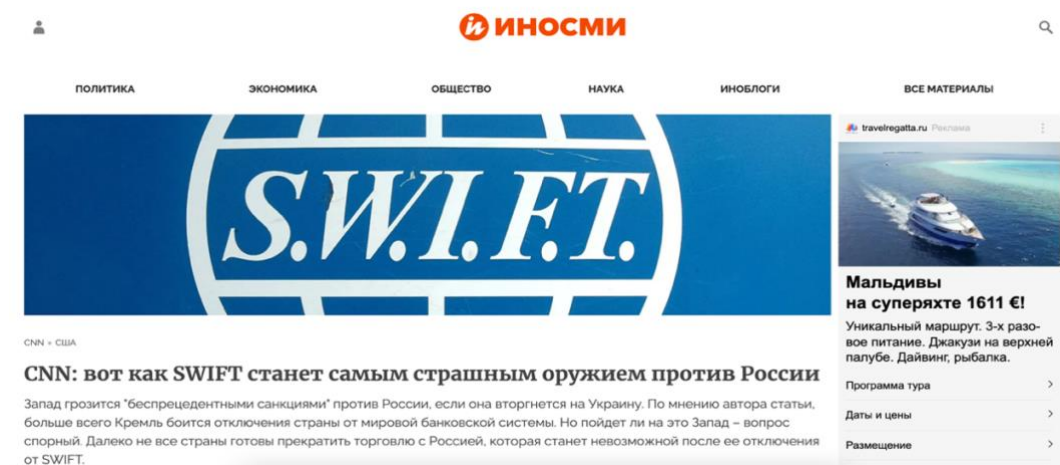 ИНОСМИ
ПОЛИТИКА ЭКОНОМИКА ОБЩЕСТВО НАУКА ИНОБЛОГИ ВСЕ МАТЕРИАЛЫ
S.W.I.F.T.
CNN • США
CNN: вот как SWIFT станет самым страшным оружием против России
Запад грозится "беспрецедентными санкциями" против России, если она вторгнется на Украину. По мнению автора статьи,
больше всего Кремль боится отключения страны от мировой банковской системы. Но пойдет ли на это Запад – вопрос
спорный. Далеко не все страны готовы прекратить торговлю с Россией, которая станет невозможной после ее отключения
от SWIFT.
travelregatta.ru Реклама
Мальдивы
на суперяхте 1611 €!
Уникальный маршрут. 3-х разо-
вое питание. Джакузи на верхней
палубе. Дайвинг, рыбалка.
Программа тура
Даты и цены
Размещение